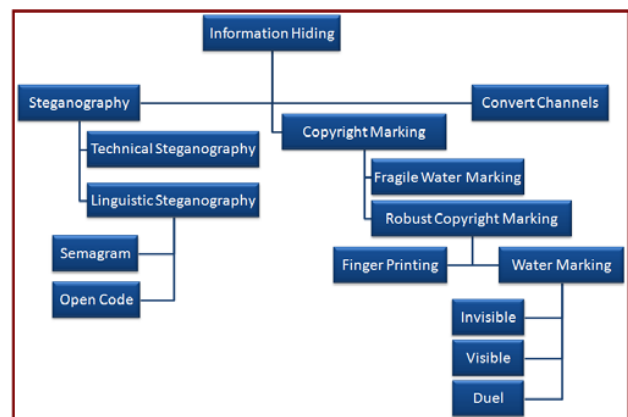 Information Hiding
Steganography
Convert Channels
Copyright Marking
Technical Steganography
Fragile Water Marking
Linguistic Steganography
Robust Copyright Marking
Semagram
Finger Printing
Water Marking
Open Code
Invisible
Visible
Duel